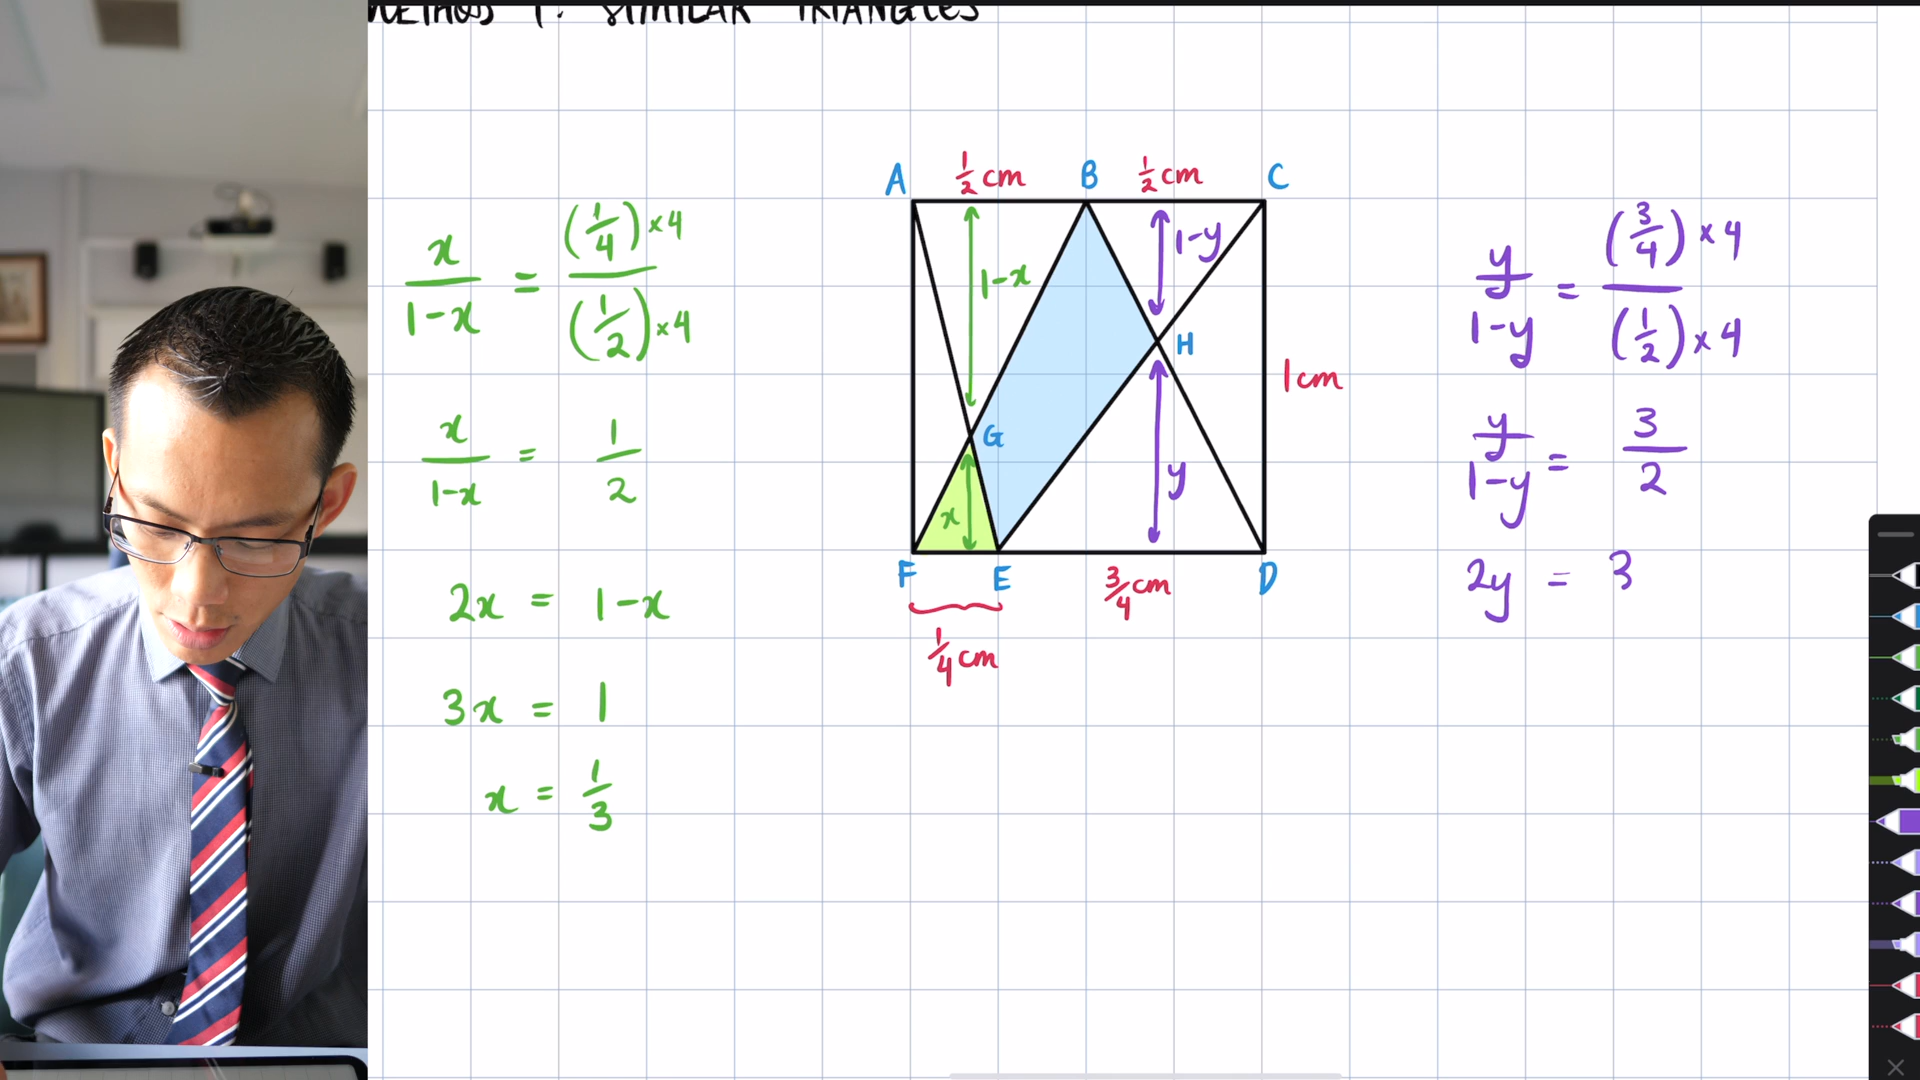 METHOD 1: SIMILAR TRIANGLES
x/(1-x) = (1/4)×4/(1/2)×4
x/(1-x) = 1/2
2x = 1-x
3x = 1
x = 1/3
A 1/2 cm B 1/2 cm C
1-x
1-y
H
1cm
G
x
y
F E 3/4 cm D
1/4 cm
y/(1-y) = (3/4)×4/(1/2)×4
y/(1-y) = 3/2
2y = 3